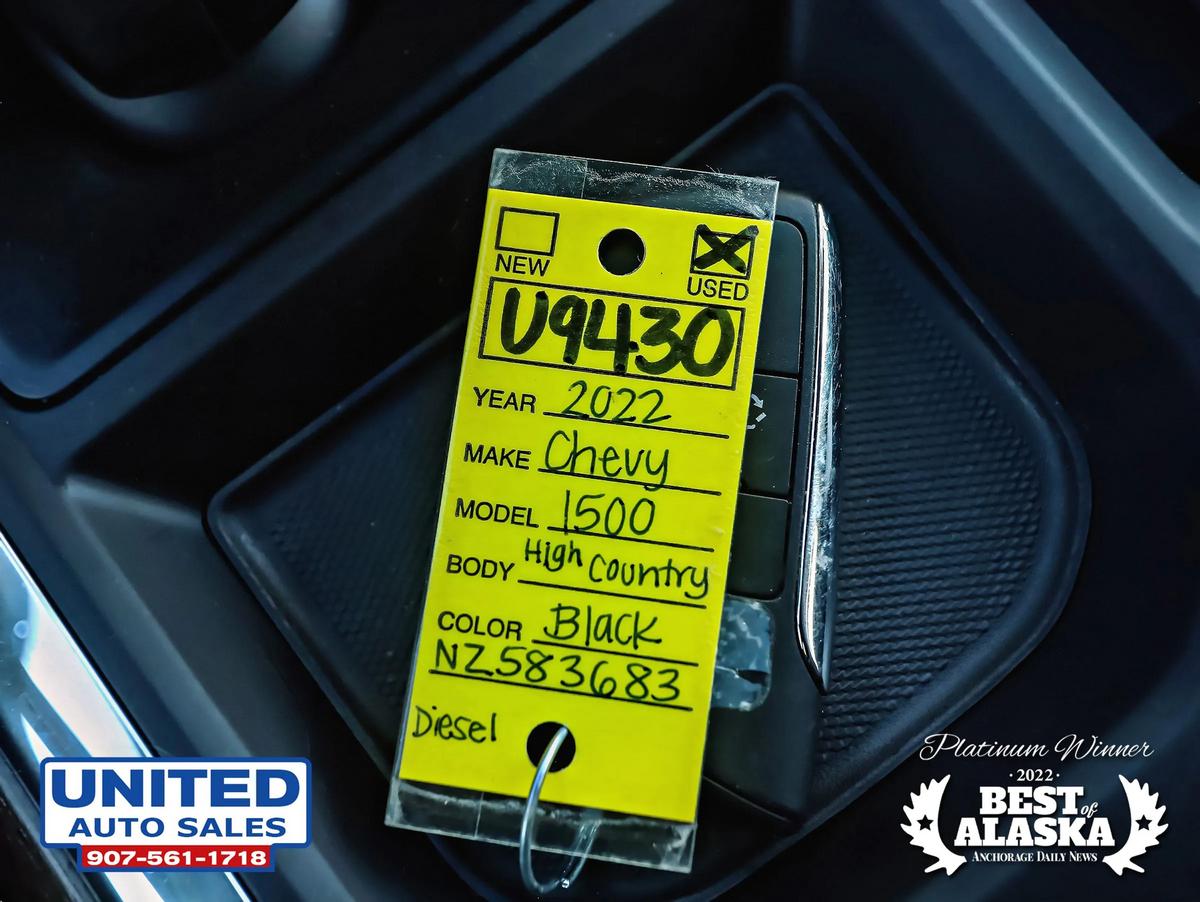 NEW
USED
U9430
YEAR 2022
MAKE Chevy
MODEL 1500
BODY High Country
COLOR Black
NZ583683
Diesel
UNITED
AUTO SALES
907-561-1718
Platinum Winner
·2022·
BEST of
ALASKA
ANCHORAGE DAILY NEWS